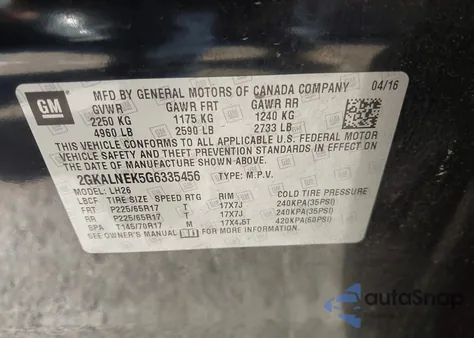 GM
MFD BY GENERAL MOTORS OF CANADA COMPANY 04/16
GVWR GAWR FRT GAWR RR
2250 KG 1175 KG 1240 KG
4960 LB 2590 LB 2733 LB
THIS VEHICLE CONFORMS TO ALL APPLICABLE U.S.
FEDERAL MOTOR VEHICLE SAFETY, BUMPER, AND
THEFT PREVENTION STANDARDS IN EFFECT ON THE
DATE OF MANUFACTURE SHOWN ABOVE.
2GKALNEK5G6335456 TYPE: M.P.V.
MODEL: LH26
LBCF TIRE SIZE SPEED RTG RIM COLD TIRE PRESSURE
FRT P225/65R17 T 17X7J 240KPA(35PSI)
RR P225/65R17 T 17X7J 240KPA(35PSI)
SPA T145/70R17 M 17X4.5T 420KPA(60PSI)
SEE OWNER'S MANUAL FOR ADDITIONAL INFORMATION.
autoSnap